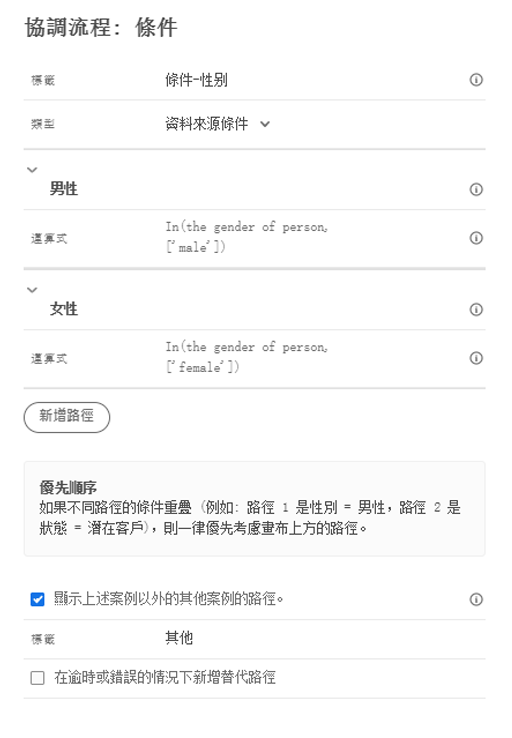 協調流程: 條件
標籤
條件-性別
類型
資料來源條件
男性
運算式
In(the gender of person,
["male"])
女性
運算式
In(the gender of person,
["female"])
新增路徑
優先順序
如果不同路徑的條件重疊 (例如: 路徑 1 是性別 = 男性, 路徑 2 是
狀態 = 潛在客戶), 則一律優先考慮畫布上方的路徑。
顯示上述案例以外的其他案例的路徑。
標籤
其他
在逾時或錯誤的情況下新增替代路徑